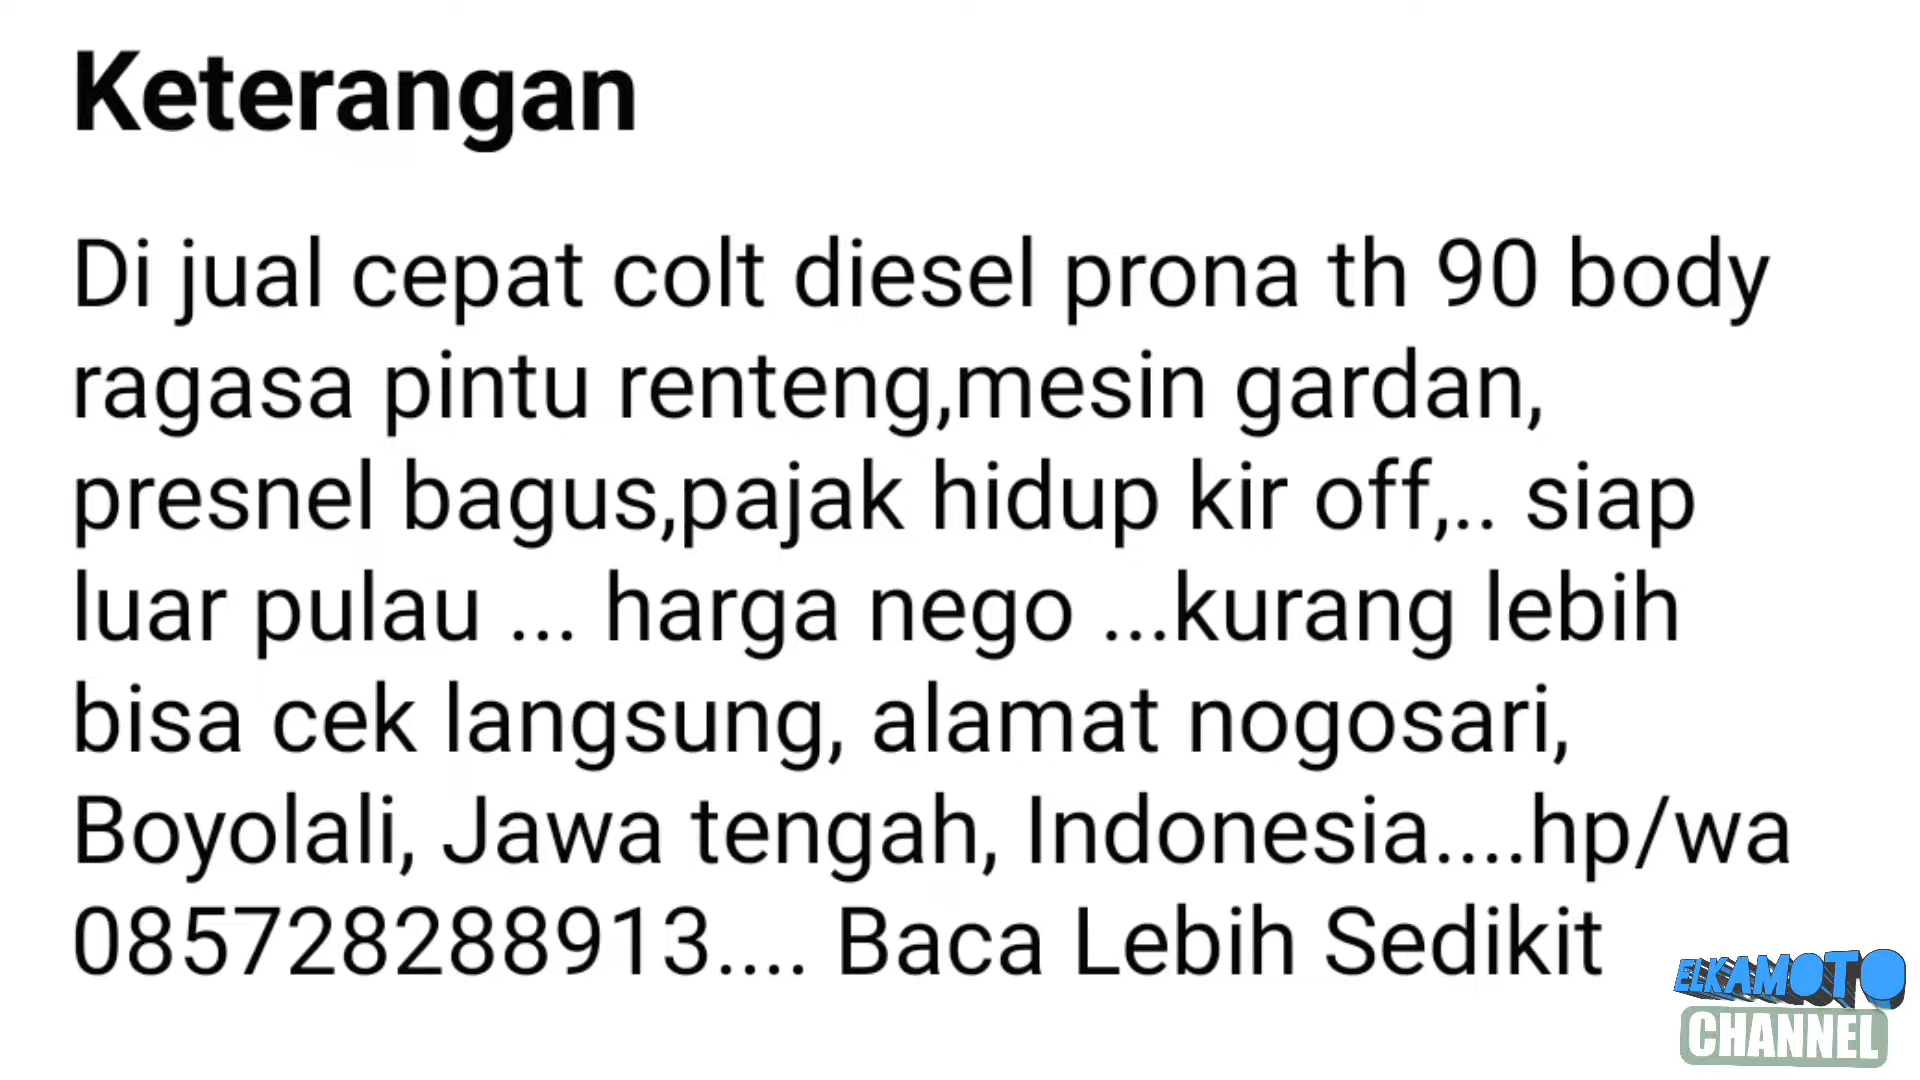 Keterangan
Di jual cepat colt diesel prona th 90 body
ragasa pintu renteng,mesin gardan,
presnel bagus,pajak hidup kir off,.. siap
luar pulau ... harga nego ...kurang lebih
bisa cek langsung, alamat nogosari,
Boyolali, Jawa tengah, Indonesia....hp/wa
085728288913.... Baca Lebih Sedikit
ELKAMOTO
CHANNEL